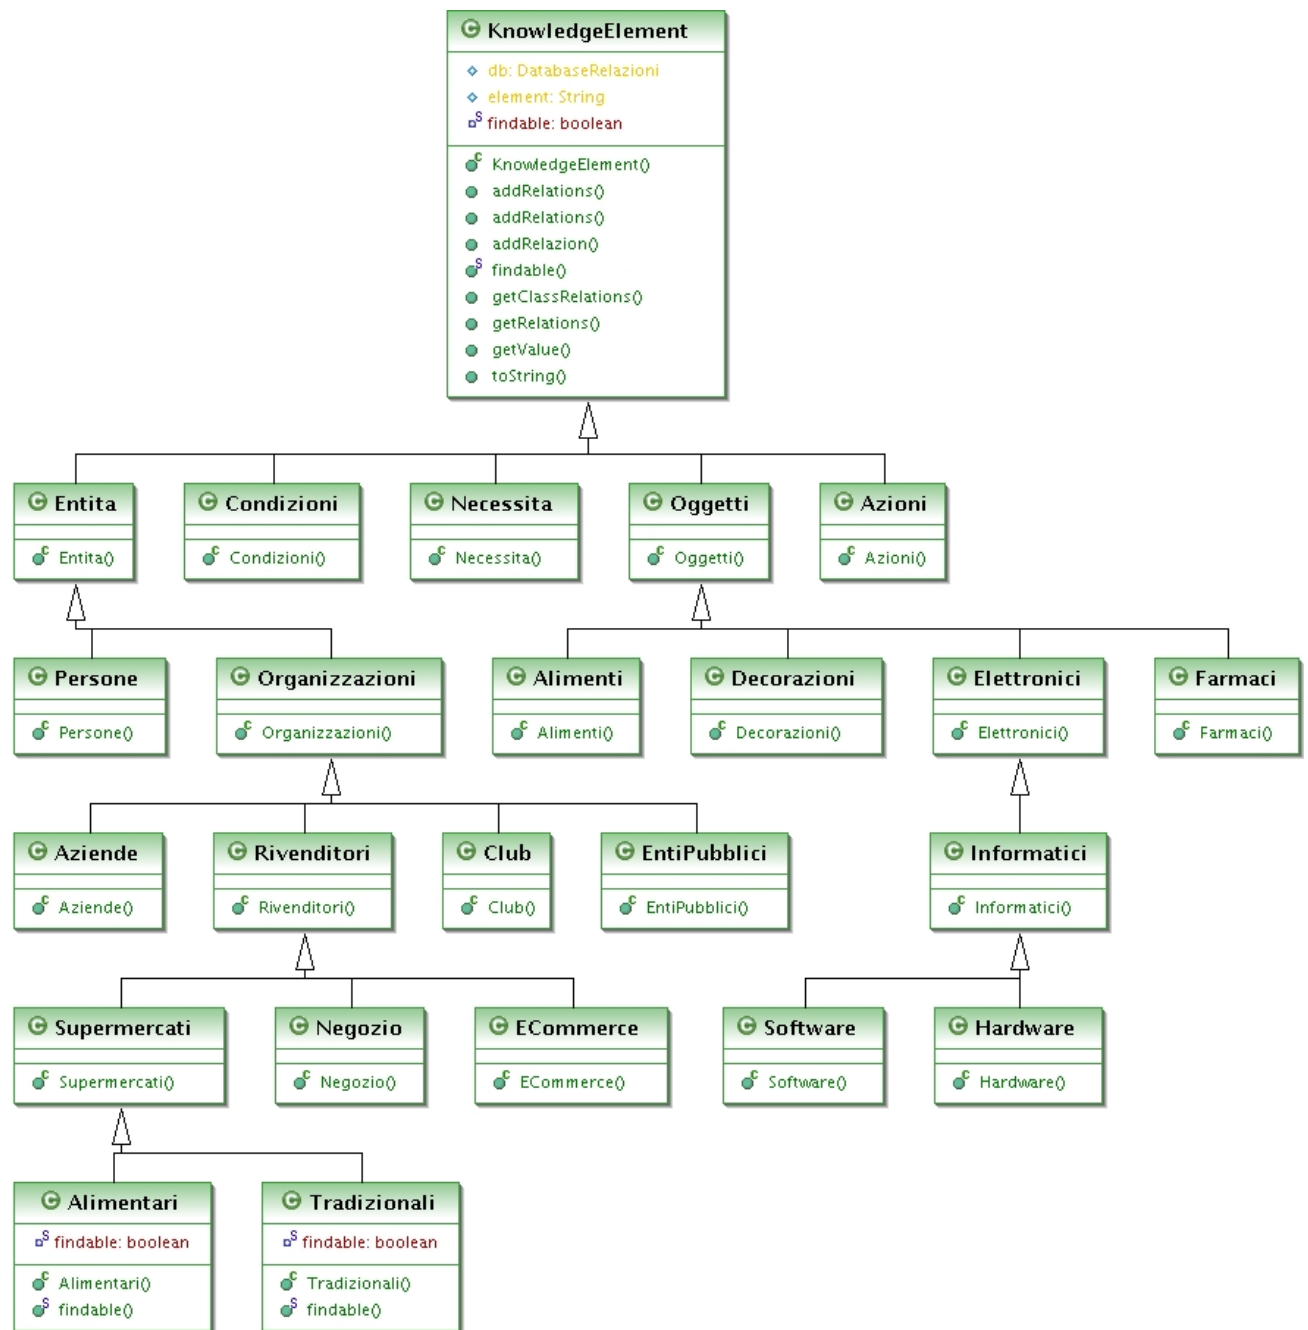 KnowledgeElement
db: DatabaseRelazioni
element: String
findable: boolean
KnowledgeElement()
addRelations()
addRelations()
addRelazion()
findable()
getClassRelations()
getRelations()
getValue()
toString()
Entita
Condizioni
Necessita
Oggetti
Azioni
Entita()
Condizioni()
Necessita()
Oggetti()
Azioni()
Persone
Organizzazioni
Alimenti
Decorazioni
Elettronici
Farmaci
Persone()
Organizzazioni()
Alimenti()
Decorazioni()
Elettronici()
Farmaci()
Aziende
Rivenditori
Club
EntiPubblici
Informatici
Aziende()
Rivenditori()
Club()
EntiPubblici()
Informatici()
Supermercati
Negozio
ECommerce
Software
Hardware
Supermercati()
Negozio()
ECommerce()
Software()
Hardware()
Alimentari
Tradizionali
findable: boolean
findable: boolean
Alimentari()
Tradizionali()
findable()
findable()